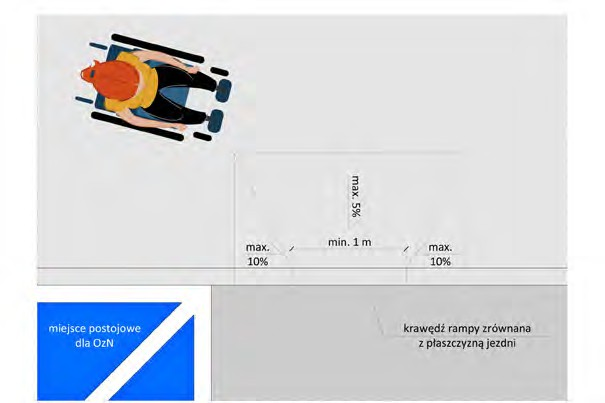 max. 5%
min. 1 m
max.
10%
max.
10%
miejsce postojowe
dla OzN
krawędź rampy zrównana
z płaszczyzną jezdni